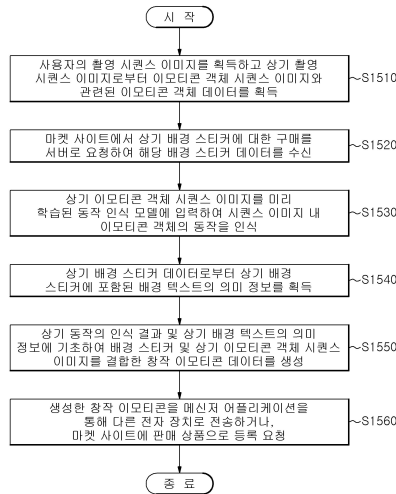 시 작
사용자의 촬영 시퀀스 이미지를 획득하고 상기 촬영
시퀀스 이미지로부터 이모티콘 객체 시퀀스 이미지와
관련된 이모티콘 객체 데이터를 획득
S1510
마켓 사이트에서 상기 배경 스티커에 대한 구매를
서버로 요청하여 해당 배경 스티커 데이터를 수신
S1520
상기 이모티콘 객체 시퀀스 이미지를 미리
학습된 동작 인식 모델에 입력하여 시퀀스 이미지 내
이모티콘 객체의 동작을 인식
S1530
상기 배경 스티커 데이터로부터 상기 배경
스티커에 포함된 배경 텍스트의 의미 정보를 획득
S1540
상기 동작의 인식 결과 및 상기 배경 텍스트의 의미
정보에 기초하여 배경 스티커 및 상기 이모티콘 객체 시퀀스
이미지를 결합한 창작 이모티콘 데이터를 생성
S1550
생성한 창작 이모티콘을 메신저 어플리케이션을
통해 다른 전자 장치로 전송하거나,
마켓 사이트에 판매 상품으로 등록 요청
S1560
종 료